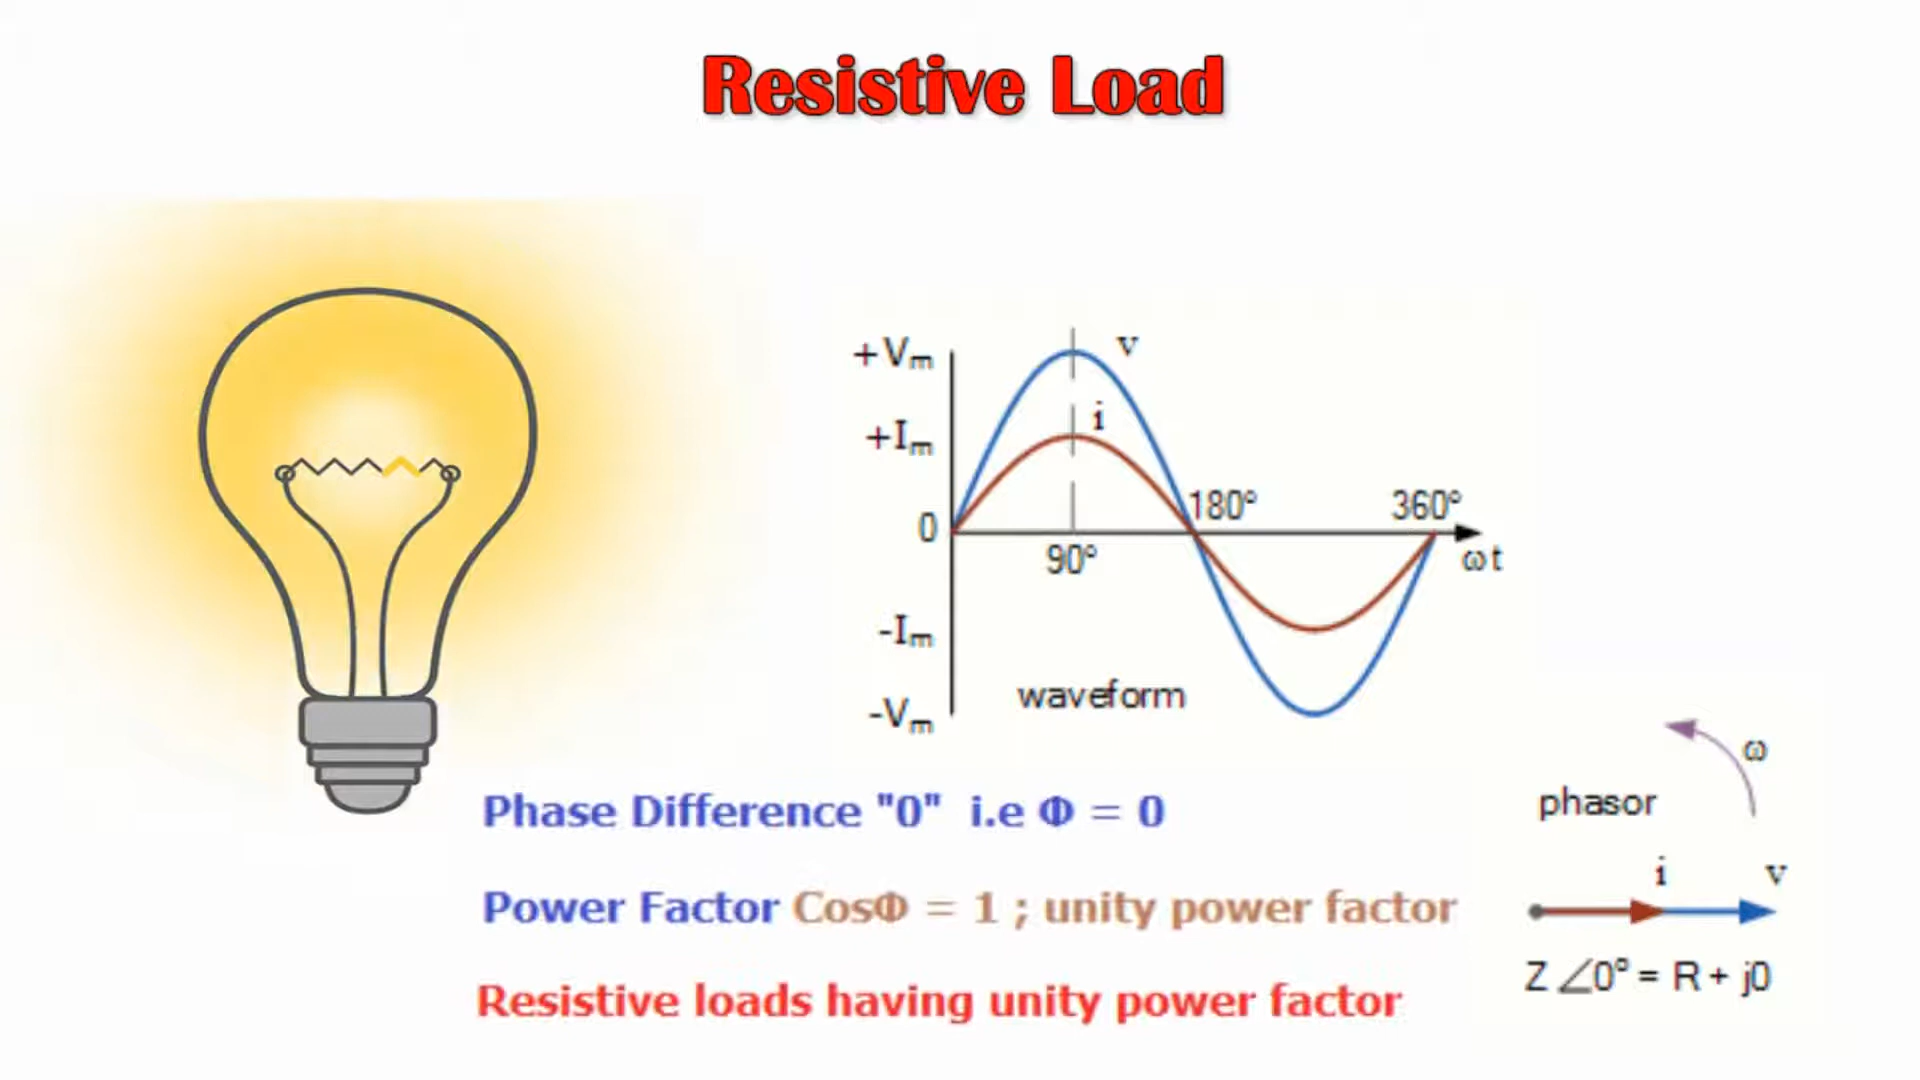 Resistive Load
+Vm
v
+Im
i
0
90°
180°
360°
ωt
-Im
-Vm
waveform
ω
phasor
i
v
Z ∠0° = R + j0
Phase Difference "0" i.e Φ = 0
Power Factor CosΦ = 1 ; unity power factor
Resistive loads having unity power factor